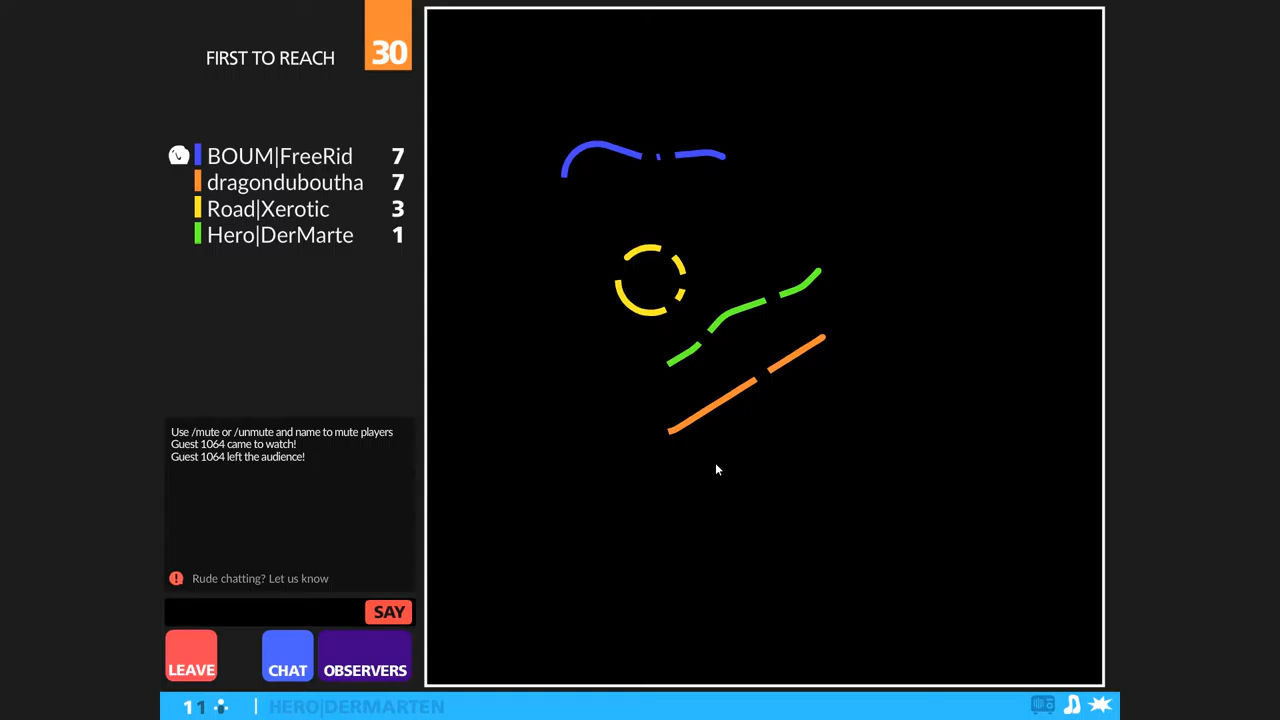 FIRST TO REACH 30
BOUM|FreeRid 7
dragonduboutha 7
Road|Xerotic 3
Hero|DerMarte 1
Use /mute or /unmute and name to mute players
Guest 1064 came to watch!
Guest 1064 left the audience!
Rude chatting? Let us know
SAY
LEAVE
CHAT
OBSERVERS
11
HERO|DERMARTEN